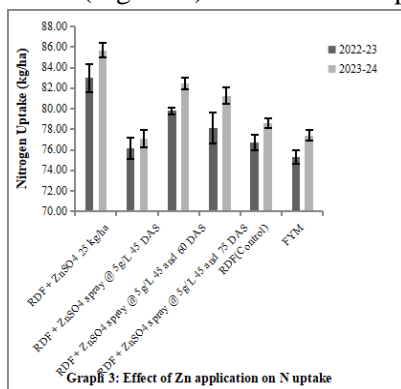 88.00
86.00
84.00
82.00
80.00
78.00
76.00
74.00
72.00
70.00
Nitrogen Uptake (kg/ha)
2022-23
2023-24
RDF + ZnSO4 25 kg/ha
RDF + ZnSO4 spray @ 5g/L 45 DAS
RDF + ZnSO4 spray @ 5g/L 45 and 60 DAS
RDF + ZnSO4 spray @ 5g/L 45 and 75 DAS
RDF(Control)
FYM
Graph 3: Effect of Zn application on N uptake